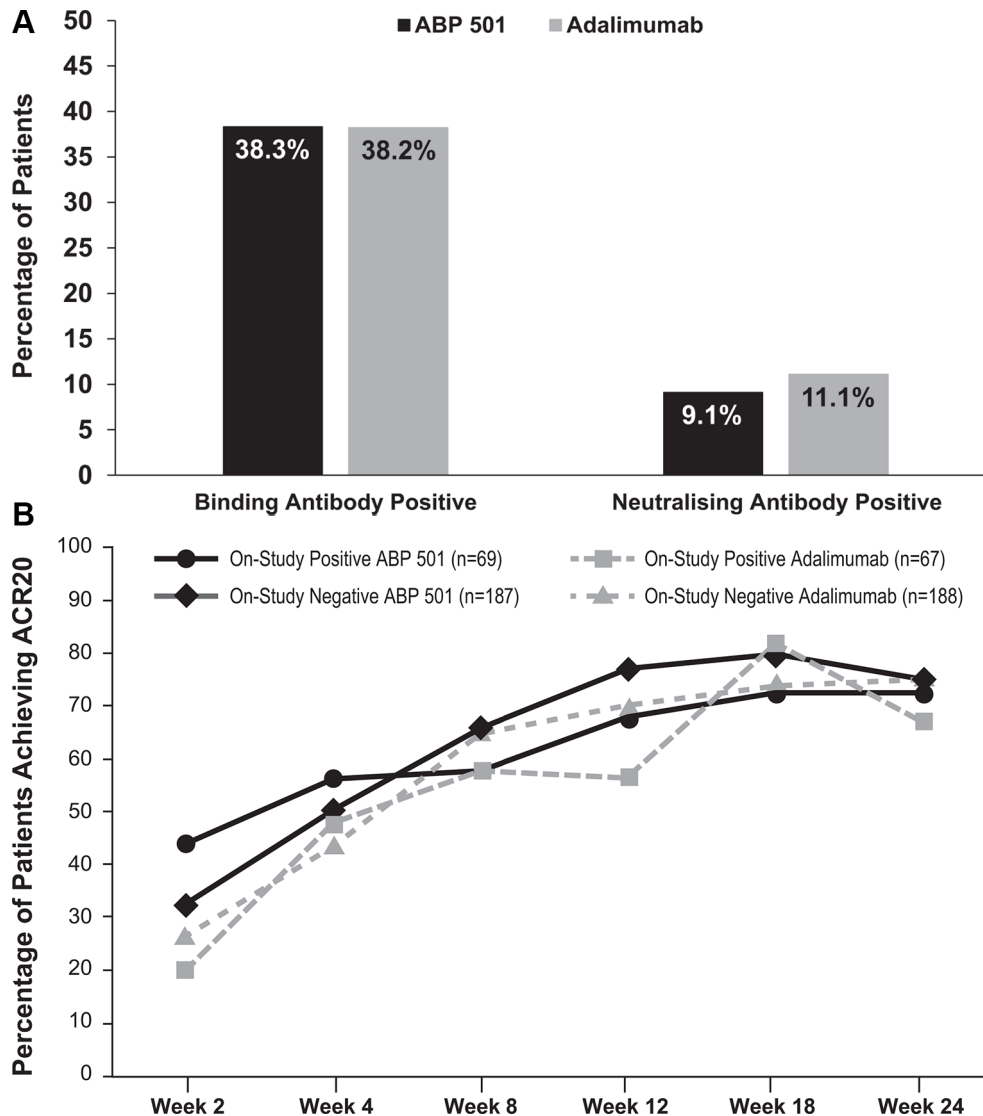 A
ABP 501 Adalimumab
Percentage of Patients
50
45
40
35
30
25
20
15
10
5
0
38.3% 38.2%
9.1% 11.1%
Binding Antibody Positive Neutralising Antibody Positive
B
On-Study Positive ABP 501 (n=69) On-Study Positive Adalimumab (n=67)
On-Study Negative ABP 501 (n=187) On-Study Negative Adalimumab (n=188)
Percentage of Patients Achieving ACR20
100
90
80
70
60
50
40
30
20
10
0
Week 2 Week 4 Week 8 Week 12 Week 18 Week 24